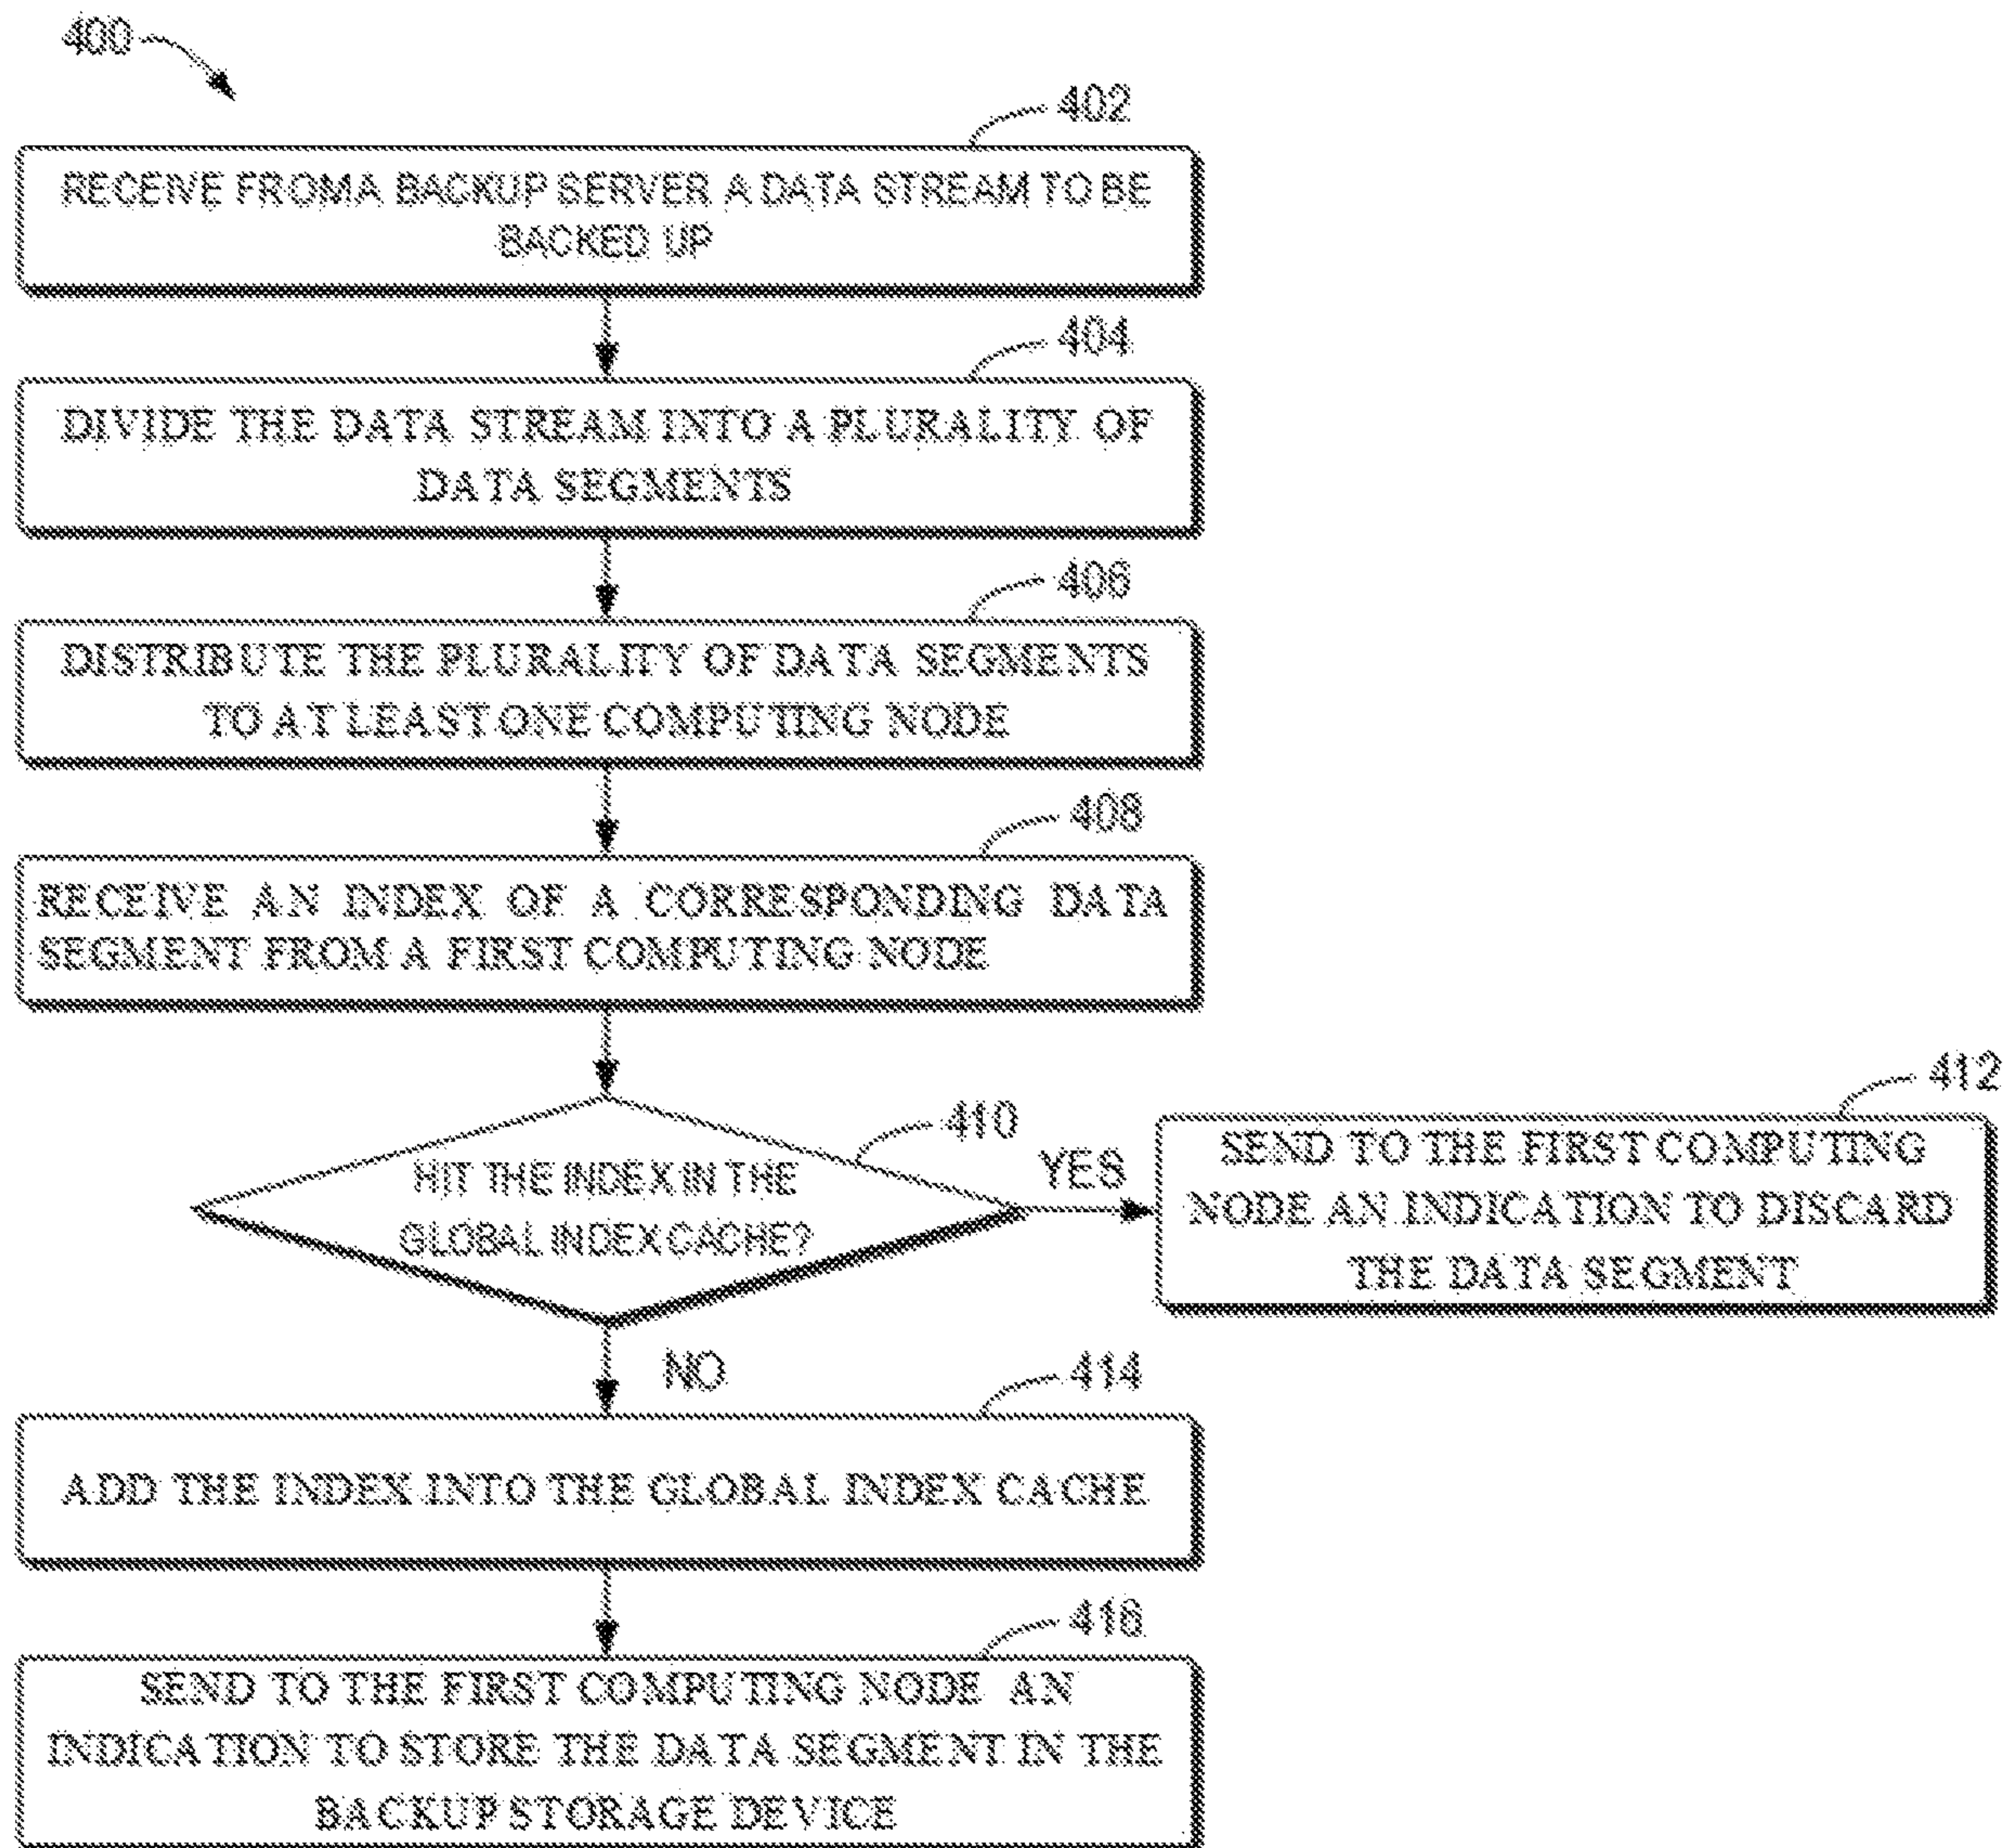 400
402
RECEIVE FROMA BACKUP SERVER A DATA STREAM TO BE
BACKED UP
404
DIVIDE THE DATA STREAM INTO A PLURALITY OF
DATA SEGMENTS
406
DISTRIBUTE THE PLURALITY OF DATA SEGMENTS
TO AT LEAST ONE COMPUTING NODE
408
RECEIVE AN INDEX OF A CORRESPONDING DATA
SEGMENT FROM A FIRST COMPUTING NODE
410
HIT THE INDEX IN THE
GLOBAL INDEX CACHE?
YES
412
SEND TO THE FIRST COMPUTING
NODE AN INDICATION TO DISCARD
THE DATA SEGMENT
NO
414
ADD THE INDEX INTO THE GLOBAL INDEX CACHE
416
SEND TO THE FIRST COMPUTING NODE AN
INDICATION TO STORE THE DATA SEGMENT IN THE
BACKUP STORAGE DEVICE